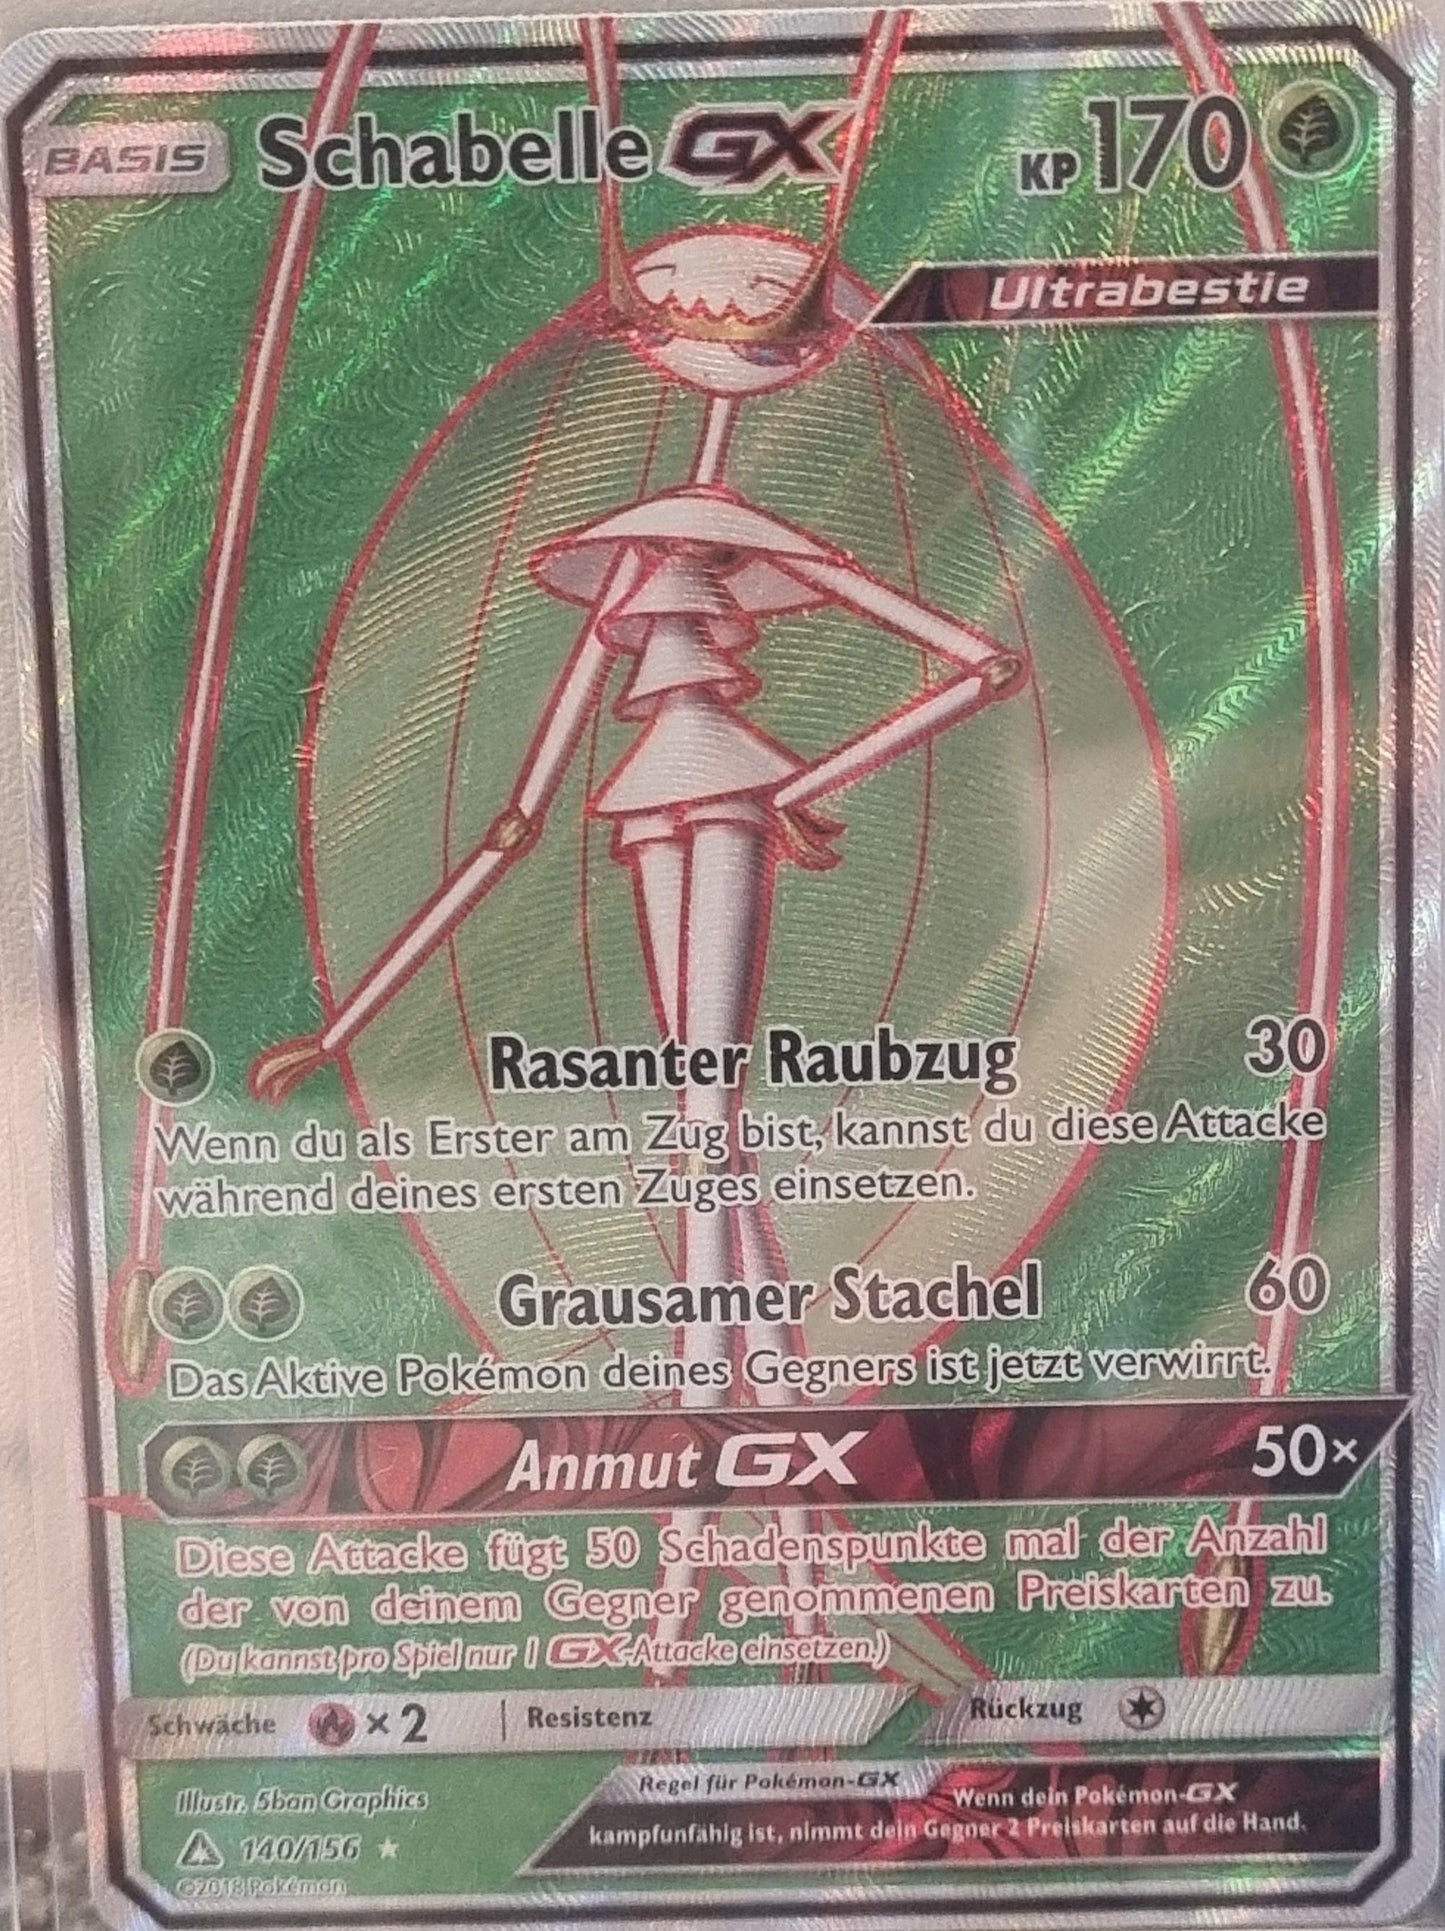 BASIS Schabelle GX KP 170
Ultrabestie
Rasanter Raubzug 30
Wenn du als Erster am Zug bist, kannst du diese Attacke
während deines ersten Zuges einsetzen.
Grausamer Stachel 60
Das Aktive Pokémon deines Gegners ist jetzt verwirrt.
Anmut GX 50×
Diese Attacke fügt 50 Schadenspunkte mal der Anzahl
der von deinem Gegner genommenen Preiskarten zu.
(Du kannst pro Spiel nur 1 GX-Attacke einsetzen.)
Schwäche × 2 Resistenz Rückzug
Illustr. 5ban Graphics
140/156
©2018 Pokémon
Regel für Pokémon-GX Wenn dein Pokémon-GX
kampfunfähig ist, nimmt dein Gegner 2 Preiskarten auf die Hand.